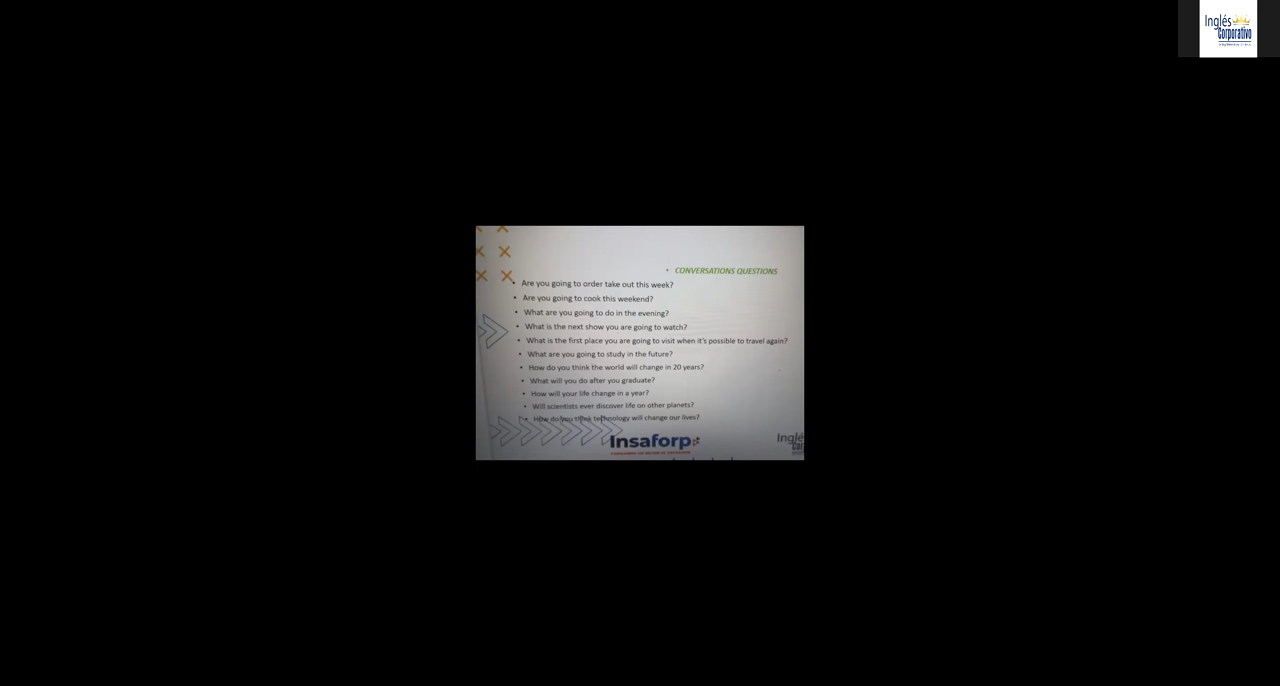 Inglés
Corporativo
• CONVERSATIONS QUESTIONS
• Are you going to order take out this week?
• Are you going to cook this weekend?
• What are you going to do in the evening?
• What is the next show you are going to watch?
• What is the first place you are going to visit when it's possible to travel again?
• What are you going to study in the future?
• How do you think the world will change in 20 years?
• What will you do after you graduate?
• How will your life change in a year?
• Will scientists ever discover life on other planets?
• How do you think technology will change our lives?
Insaforp
Inglé
Cor